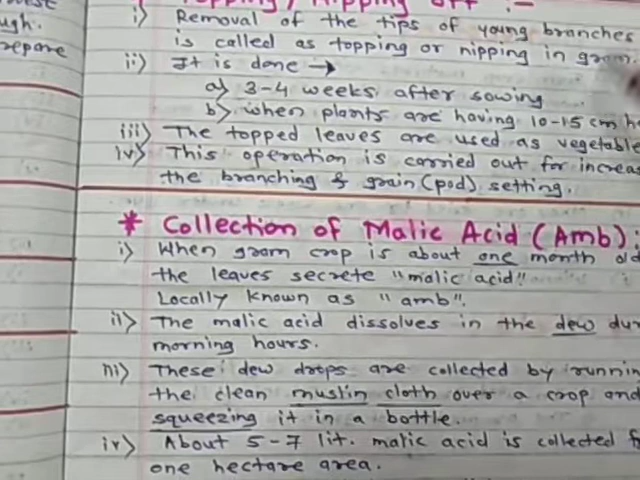 ugh.
repare
Topping / Nipping off :-
i) Removal of the tips of young branches
is called as topping or nipping in gram.
ii) It is done →
a) 3-4 weeks after sowing
b) when plants are having 10-15 cm
iii) The topped leaves are used as vegetable
iv) This operation is carried out for increas
the branching & grain (pod) setting.
* Collection of Malic Acid (Amb) :
i) When gram crop is about one month old
the leaves secrete "malic acid".
Locally known as "amb".
ii) The malic acid dissolves in the dew dur
morning hours.
iii) These dew drops are collected by runnin
the clean muslin cloth over a crop and
squeezing it in a bottle.
iv) About 5-7 lit. malic acid is collected f
one hectare area.